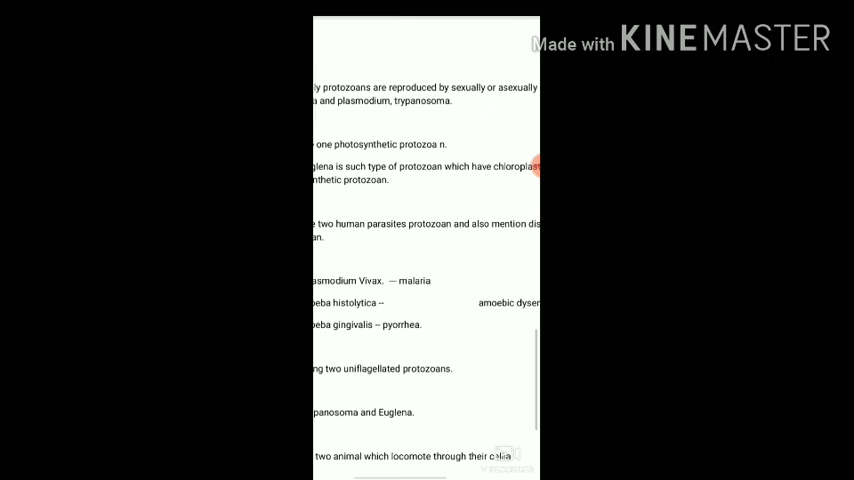 Made with KINEMASTER
ly protozoans are reproduced by sexually or asexually
a and plasmodium, trypanosoma.
one photosynthetic protozoa n.
glena is such type of protozoan which have chloroplast
nthetic protozoan.
e two human parasites protozoan and also mention dis
an.
asmodium Vivax. --- malaria
oeba histolytica -- amoebic dyser
oeba gingivalis -- pyorrhea.
ng two uniflagellated protozoans.
panosoma and Euglena.
two animal which locomote through their
V RECORDER